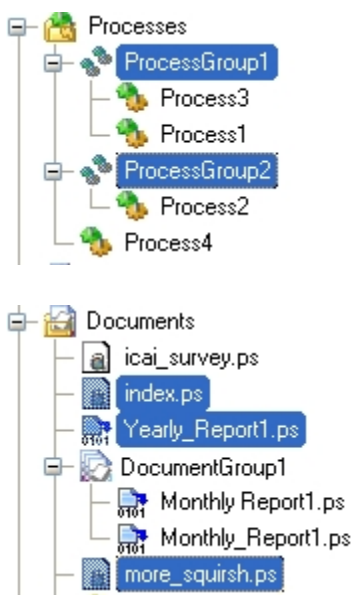 Processes
ProcessGroup1
Process3
Process1
ProcessGroup2
Process2
Process4
Documents
icai_survey.ps
index.ps
Yearly_Report1.ps
DocumentGroup1
Monthly Report1.ps
Monthly_Report1.ps
more_squirsh.ps